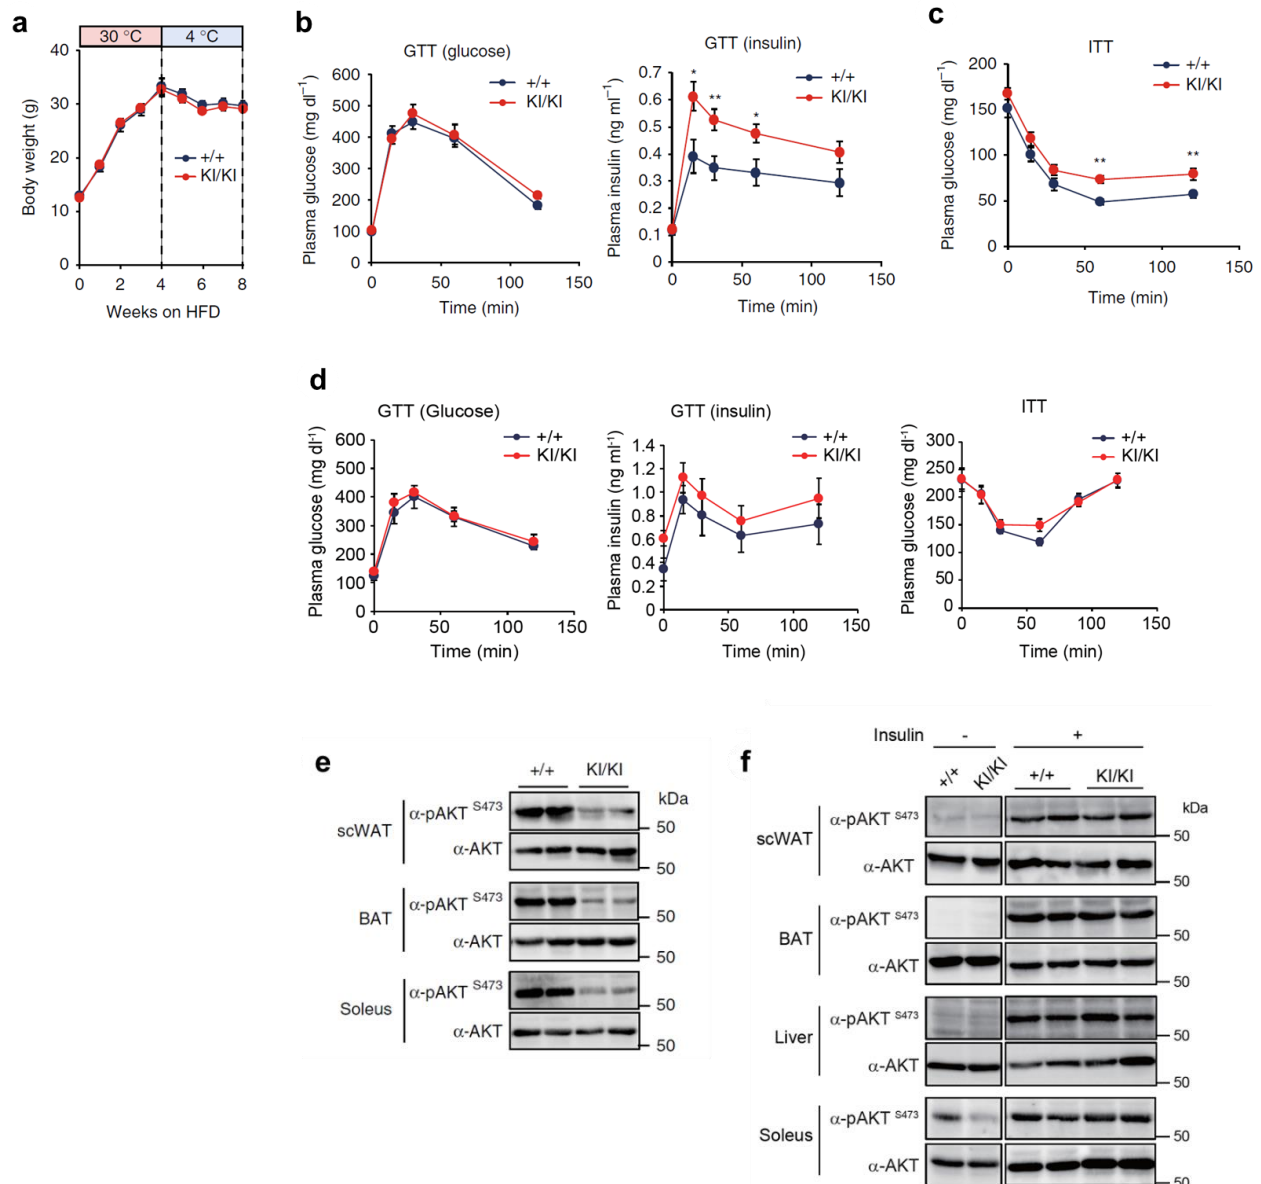 a
30 °C 4 °C
40
30
20
10
0
Body weight (g)
+/+
KI/KI
0 2 4 6 8
Weeks on HFD
b
GTT (glucose)
600
500
400
300
200
100
0
Plasma glucose (mg dl⁻¹)
+/+
KI/KI
0 50 100 150
Time (min)
GTT (insulin)
0.7
0.6
0.5
0.4
0.3
0.2
0.1
0
Plasma insulin (ng ml⁻¹)
* ** *
+/+
KI/KI
0 50 100 150
Time (min)
c
ITT
200
150
100
50
0
Plasma glucose (mg dl⁻¹)
** **
+/+
KI/KI
0 50 100 150
Time (min)
d
GTT (Glucose)
600
500
400
300
200
100
0
Plasma glucose (mg dl⁻¹)
+/+
KI/KI
0 50 100 150
Time (min)
GTT (insulin)
1.4
1.2
1.0
0.8
0.6
0.4
0.2
0
Plasma insulin (ng ml⁻¹)
+/+
KI/KI
0 50 100 150
Time (min)
ITT
300
250
200
150
100
50
0
Plasma glucose (mg dl⁻¹)
+/+
KI/KI
0 50 100 150
Time (min)
e
+/+ KI/KI
kDa
scWAT
α-pAKT S473
50
α-AKT
50
BAT
α-pAKT S473
50
α-AKT
50
Soleus
α-pAKT S473
50
α-AKT
50
f
Insulin - +
+/+ KI/KI +/+ KI/KI
kDa
scWAT
α-pAKT S473
50
α-AKT
50
BAT
α-pAKT S473
50
α-AKT
50
Liver
α-pAKT S473
50
α-AKT
50
Soleus
α-pAKT S473
50
α-AKT
50